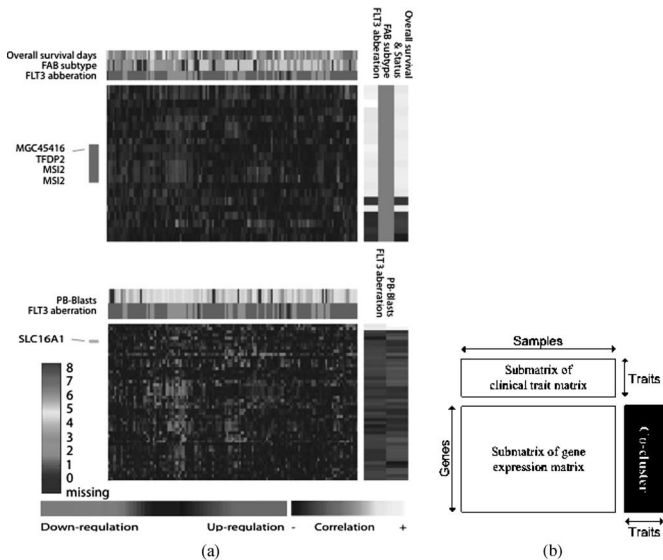 Overall survival days
FAB subtype
FLT3 abberation
Overall survival
& Status
FAB subtype
FLT3 abberation
MGC45416
TFDP2
MSI2
MSI2
PB-Blasts
FLT3 aberration
PB-Blasts
FLT3 aberration
SLC16A1
8
7
6
5
4
3
2
1
0
missing
Down-regulation
Up-regulation
-
Correlation
+
(a)
Samples
Submatrix of
clinical trait matrix
Traits
Genes
Submatrix of gene
expression matrix
Co-cluster
Traits
(b)